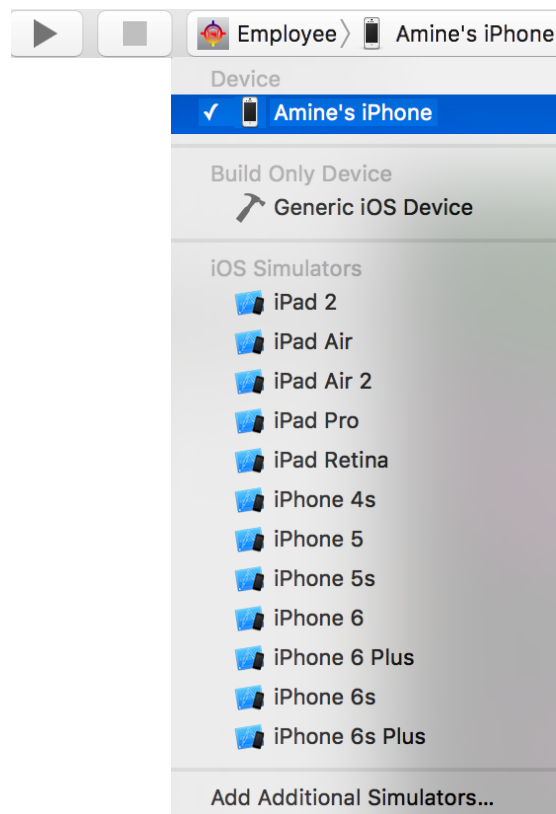 Employee 〉 Amine's iPhone
Device
✓ Amine's iPhone
Build Only Device
Generic iOS Device
iOS Simulators
iPad 2
iPad Air
iPad Air 2
iPad Pro
iPad Retina
iPhone 4s
iPhone 5
iPhone 5s
iPhone 6
iPhone 6 Plus
iPhone 6s
iPhone 6s Plus
Add Additional Simulators...